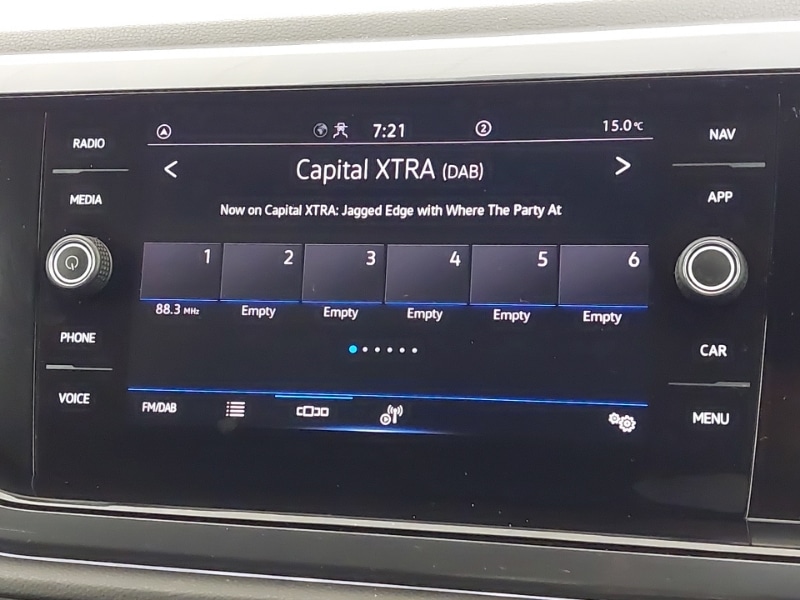 RADIO
MEDIA
PHONE
VOICE
7:21
2
15.0°C
< Capital XTRA (DAB) >
Now on Capital XTRA: Jagged Edge with Where The Party At
1 2 3 4 5 6
88.3 MHz Empty Empty Empty Empty Empty
FM/DAB
NAV
APP
CAR
MENU